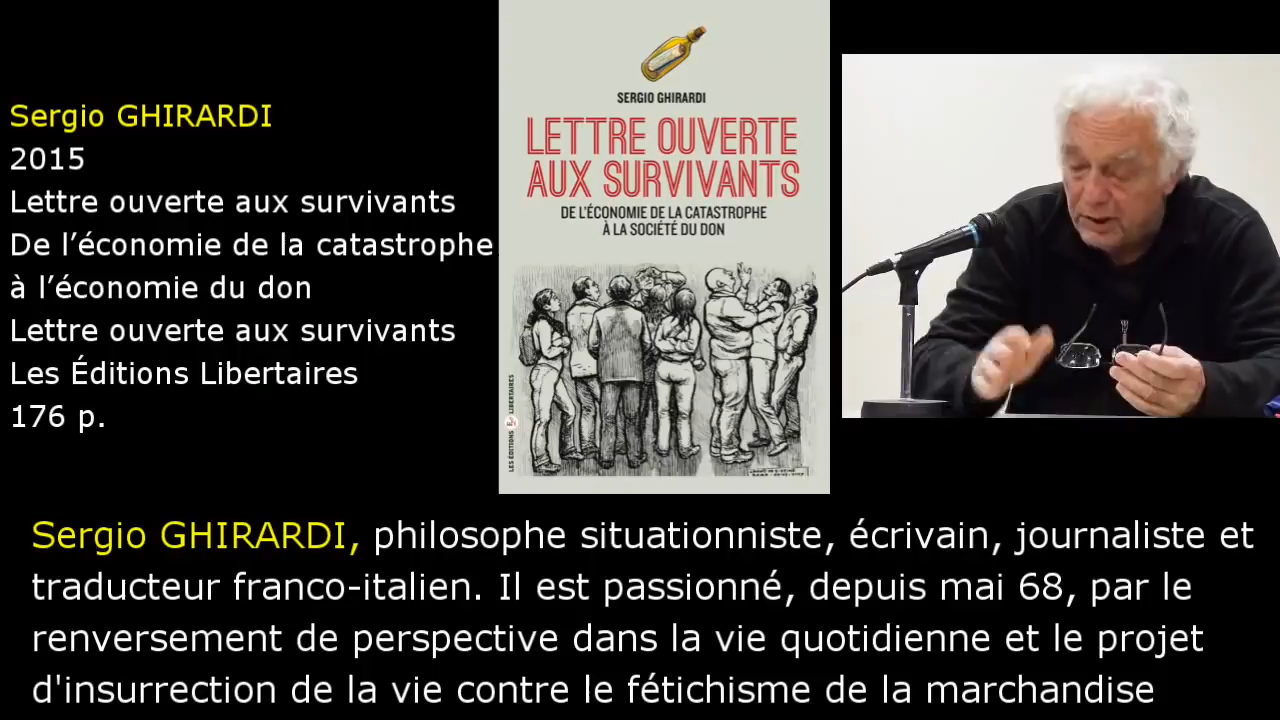 Sergio GHIRARDI
2015
Lettre ouverte aux survivants
De l’économie de la catastrophe
à l’économie du don
Lettre ouverte aux survivants
Les Éditions Libertaires
176 p.
SERGIO GHIRARDI
LETTRE OUVERTE
AUX SURVIVANTS
DE L'ÉCONOMIE DE LA CATASTROPHE
À LA SOCIÉTÉ DU DON
LES ÉDITIONS LIBERTAIRES
Sergio GHIRARDI, philosophe situationniste, écrivain, journaliste et
traducteur franco-italien. Il est passionné, depuis mai 68, par le
renversement de perspective dans la vie quotidienne et le projet
d'insurrection de la vie contre le fétichisme de la marchandise